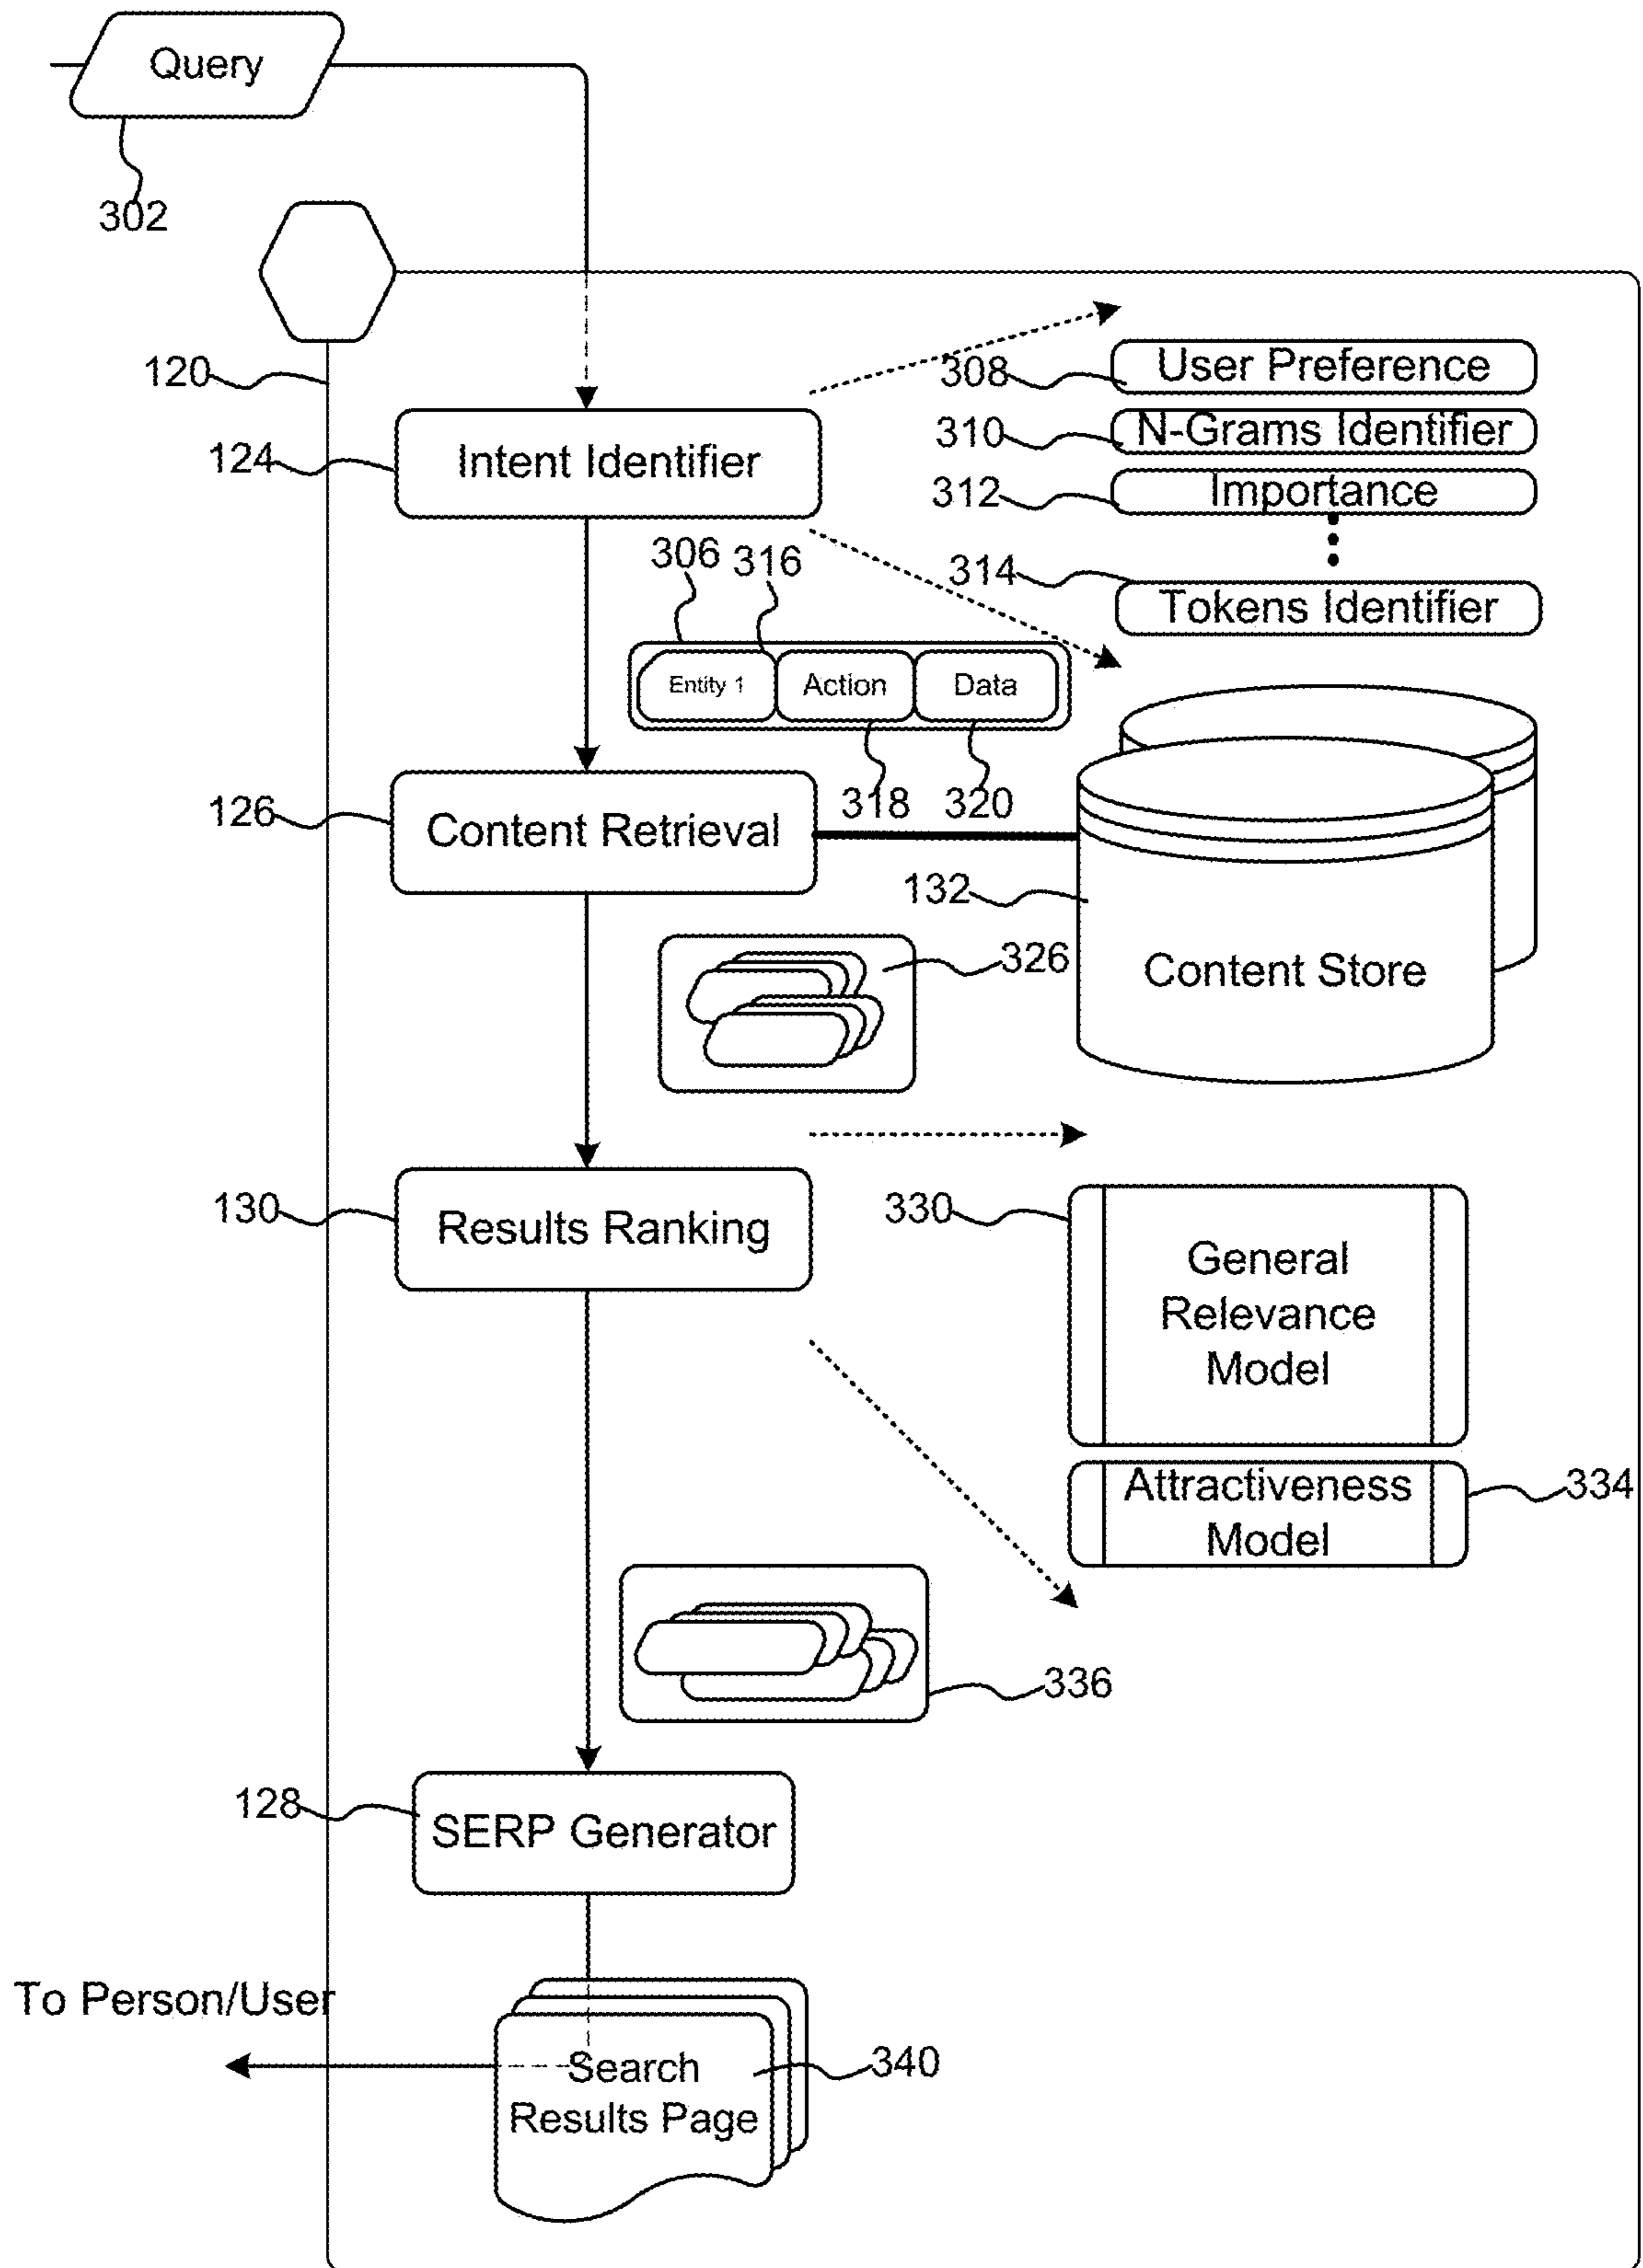 Query
302
120
308
User Preference
124
Intent Identifier
310
N-Grams Identifier
312
Importance
306
316
314
Tokens Identifier
Entity 1
Action
Data
126
Content Retrieval
318
320
132
Content Store
326
130
Results Ranking
330
General
Relevance
Model
Attractiveness
Model
334
336
128
SERP Generator
To Person/User
Search
Results Page
340